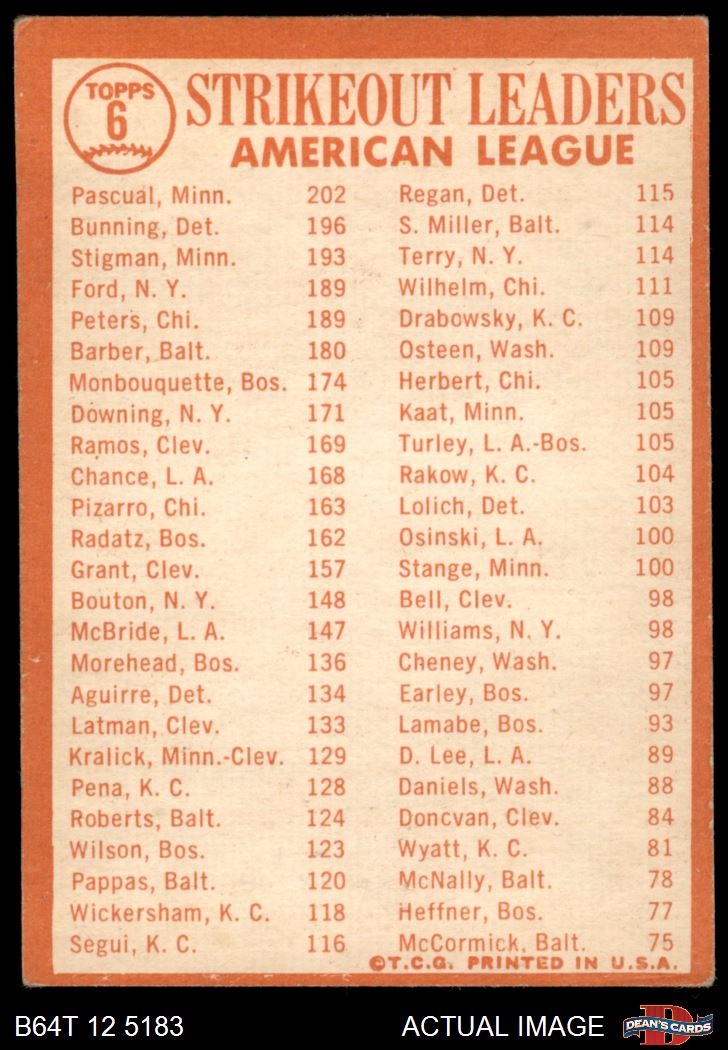 TOPPS
6
STRIKEOUT LEADERS
AMERICAN LEAGUE
Pascual, Minn. 202
Bunning, Det. 196
Stigman, Minn. 193
Ford, N. Y. 189
Peters, Chi. 189
Barber, Balt. 180
Monbouquette, Bos. 174
Downing, N. Y. 171
Ramos, Clev. 169
Chance, L. A. 168
Pizarro, Chi. 163
Radatz, Bos. 162
Grant, Clev. 157
Bouton, N. Y. 148
McBride, L. A. 147
Morehead, Bos. 136
Aguirre, Det. 134
Latman, Clev. 133
Kralick, Minn.-Clev. 129
Pena, K. C. 128
Roberts, Balt. 124
Wilson, Bos. 123
Pappas, Balt. 120
Wickersham, K. C. 118
Segui, K. C. 116
Regan, Det. 115
S. Miller, Balt. 114
Terry, N. Y. 114
Wilhelm, Chi. 111
Drabowsky, K. C. 109
Osteen, Wash. 109
Herbert, Chi. 105
Kaat, Minn. 105
Turley, L. A.-Bos. 105
Rakow, K. C. 104
Lolich, Det. 103
Osinski, L. A. 100
Stange, Minn. 100
Bell, Clev. 98
Williams, N. Y. 98
Cheney, Wash. 97
Earley, Bos. 97
Lamabe, Bos. 93
D. Lee, L. A. 89
Daniels, Wash. 88
Doncvan, Clev. 84
Wyatt, K. C. 81
McNally, Balt. 78
Heffner, Bos. 77
McCormick, Balt. 75
©T.C.G. PRINTED IN U.S.A.
B64T 12 5183
ACTUAL IMAGE
D
DEAN'S CARDS